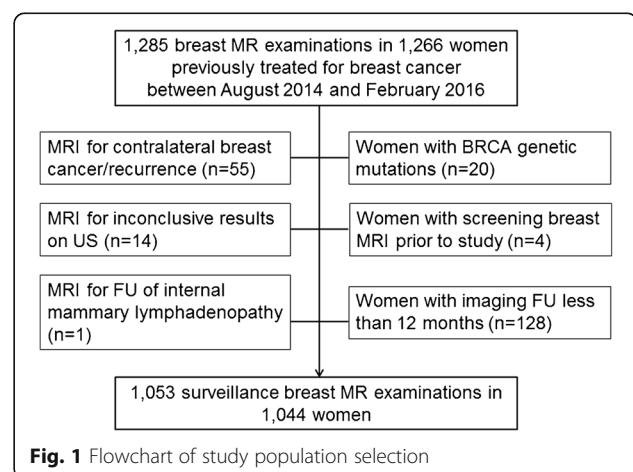 1,285 breast MR examinations in 1,266 women
previously treated for breast cancer
between August 2014 and February 2016
MRI for contralateral breast
cancer/recurrence (n=55)
Women with BRCA genetic
mutations (n=20)
MRI for inconclusive results
on US (n=14)
Women with screening breast
MRI prior to study (n=4)
MRI for FU of internal
mammary lymphadenopathy
(n=1)
Women with imaging FU less
than 12 months (n=128)
1,053 surveillance breast MR examinations in
1,044 women
Fig. 1 Flowchart of study population selection